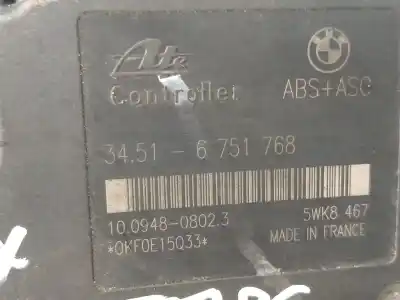 Ate
Controller
ABS+ASC
34.51 - 6 751 768
10.0948-0802.3
5WK8 467
*0KF0E15Q33*
MADE IN FRANCE